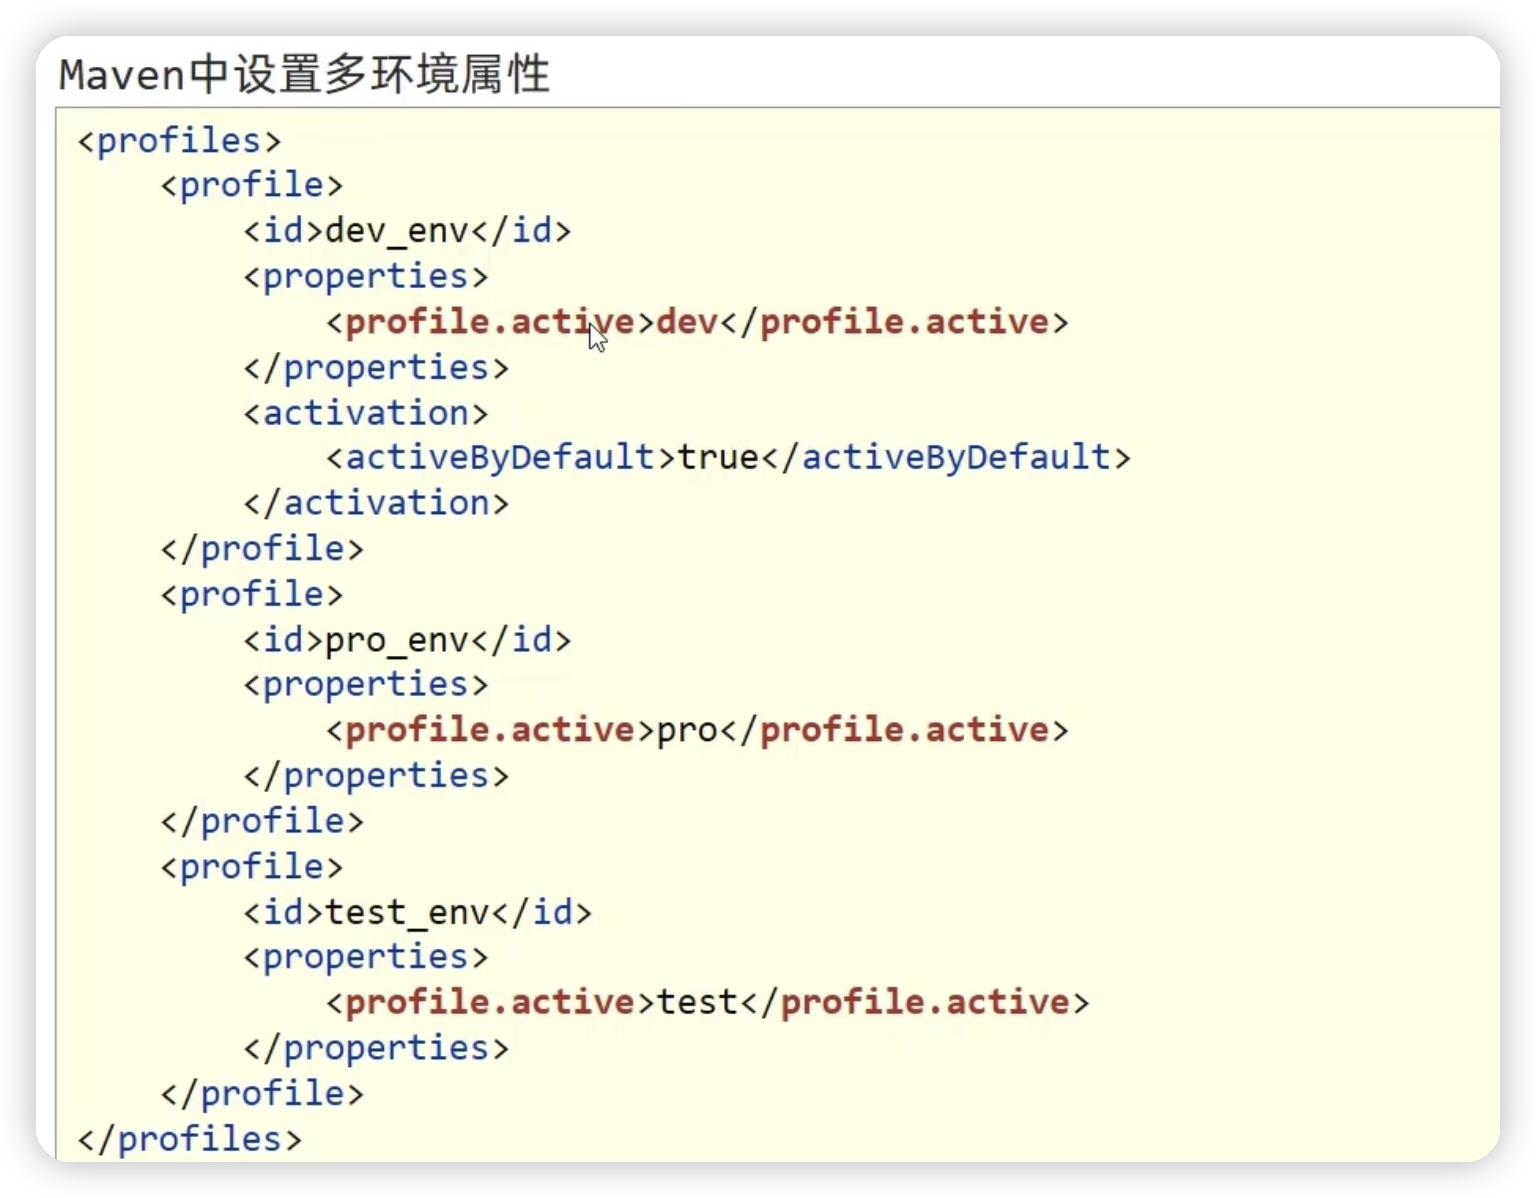 Maven中设置多环境属性
<profiles>
    <profile>
        <id>dev_env</id>
        <properties>
            <profile.active>dev</profile.active>
        </properties>
        <activation>
            <activeByDefault>true</activeByDefault>
        </activation>
    </profile>
    <profile>
        <id>pro_env</id>
        <properties>
            <profile.active>pro</profile.active>
        </properties>
    </profile>
    <profile>
        <id>test_env</id>
        <properties>
            <profile.active>test</profile.active>
        </properties>
    </profile>
</profiles>